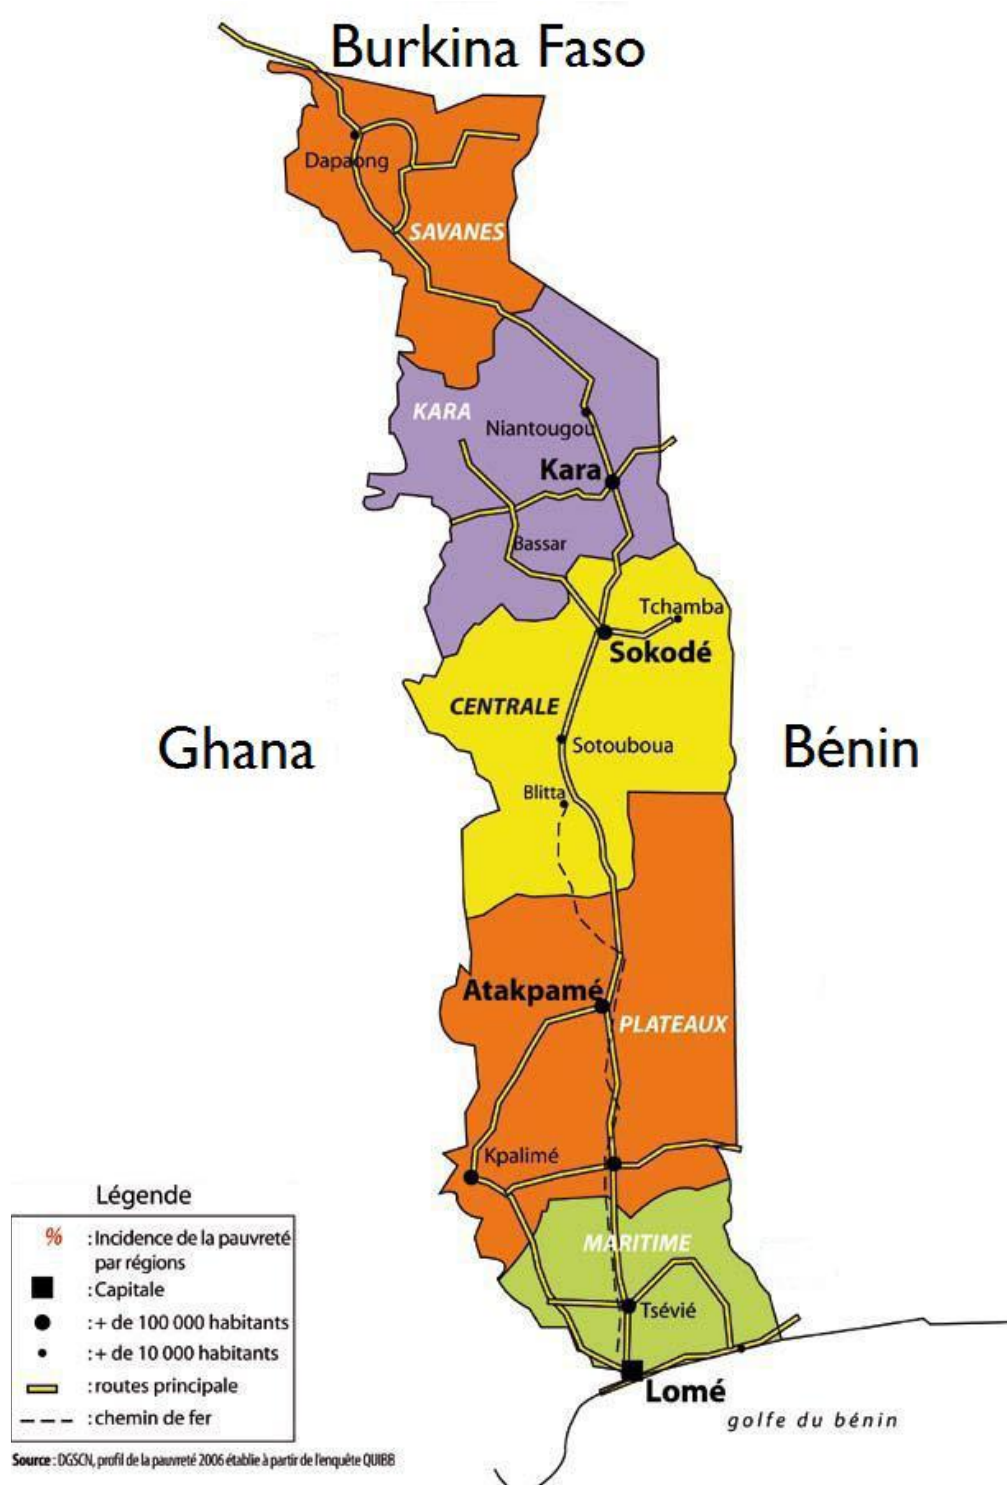 Burkina Faso
Dapaong
SAVANES
KARA
Niantougou
Kara
Bassar
Tchamba
Sokodé
CENTRALE
Ghana
Bénin
Sotouboua
Blitta
Atakpamé
PLATEAUX
Kpalimé
MARITIME
Tsévié
Lomé
golfe du bénin
Légende
% : Incidence de la pauvreté
par régions
: Capitale
: + de 100 000 habitants
: + de 10 000 habitants
: routes principale
: chemin de fer
Source : DGSCN, profil de la pauvreté 2006 établie à partir de l'enquête QUIBB